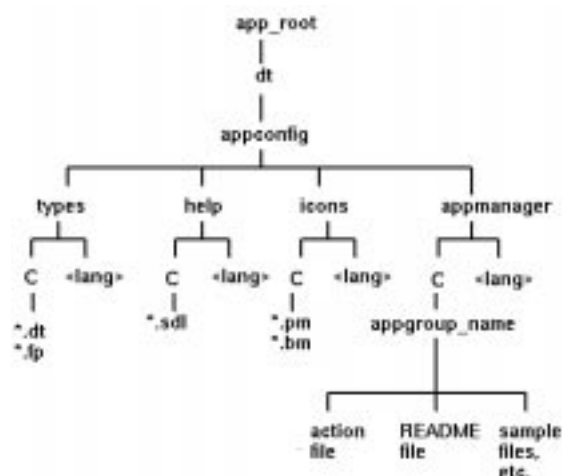 app_root
dt
appconfig
types help icons appmanager
C <lang> C <lang> C <lang> C <lang>
*.dt *.sdl *.pm appgroup_name
*.fp *.bm
action README sample
file file files,
etc.